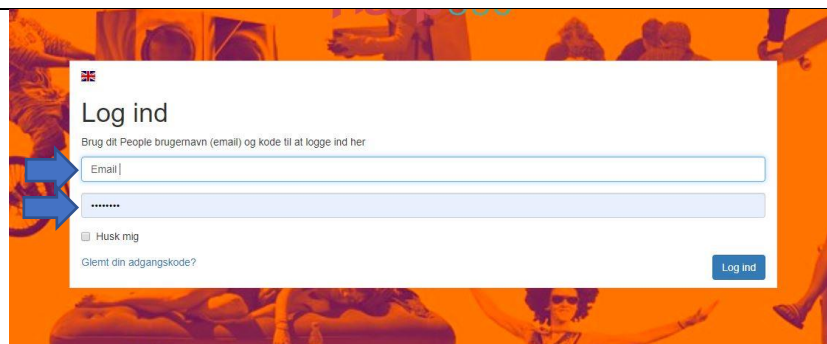 Log ind
Brug dit People brugernavn (email) og kode til at logge ind her
Email
••••••••
Husk mig
Glemt din adgangskode?
Log ind